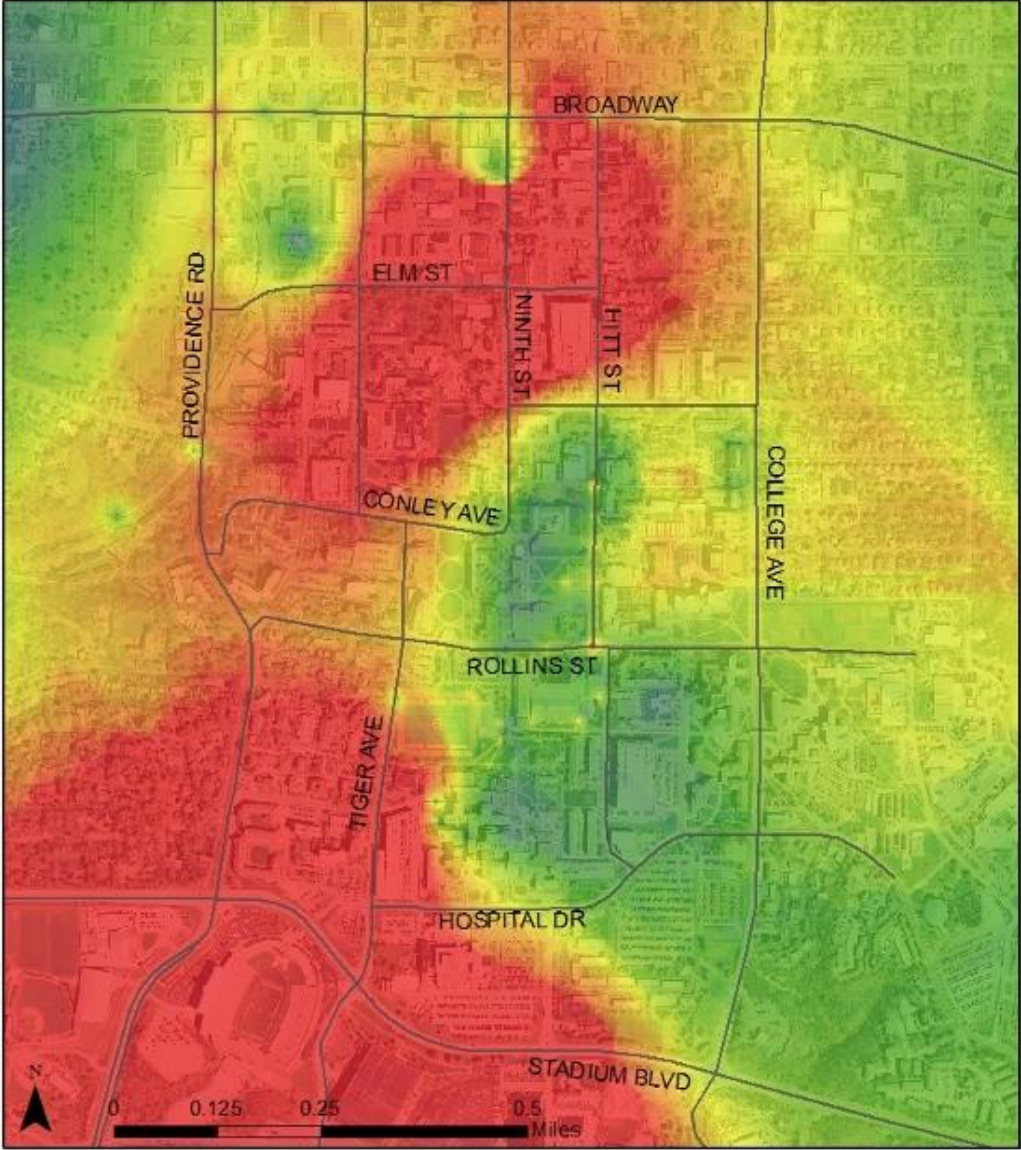 BROADWAY
ELM ST
PROVIDENCE RD
NINTH ST
HITT ST
COLLEGE AVE
CONLEY AVE
ROLLINS ST
TIGER AVE
HOSPITAL DR
STADIUM BLVD
N
0 0.125 0.25 0.5
Miles